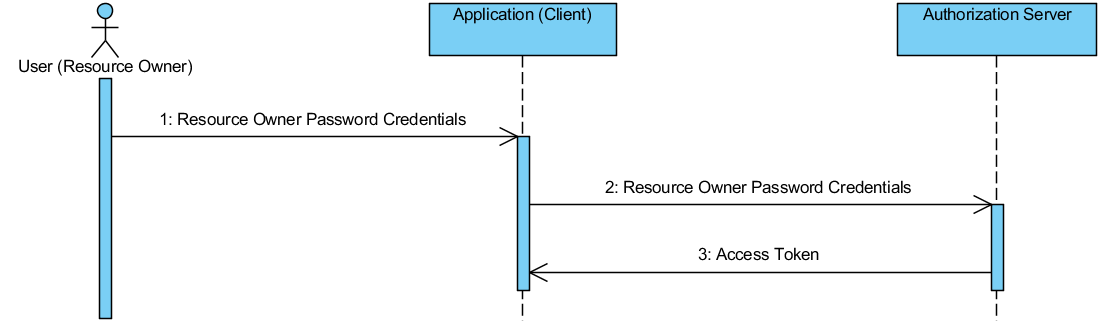 Application (Client)
Authorization Server
User (Resource Owner)
1: Resource Owner Password Credentials
2: Resource Owner Password Credentials
3: Access Token